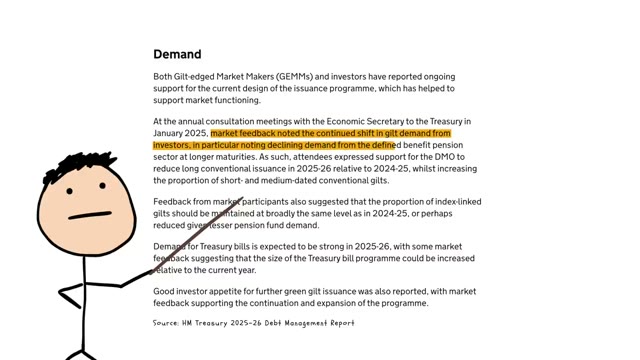 Demand
Both Gilt-edged Market Makers (GEMMs) and investors have reported ongoing
support for the current design of the issuance programme, which has helped to
support market functioning.
At the annual consultation meetings with the Economic Secretary to the Treasury in
January 2025, market feedback noted the continued shift in gilt demand from
investors, in particular noting declining demand from the defined benefit pension
sector at longer maturities. As such, attendees expressed support for the DMO to
reduce long conventional issuance in 2025-26 relative to 2024-25, whilst increasing
the proportion of short- and medium-dated conventional gilts.
Feedback from market participants also suggested that the proportion of index-linked
gilts should be maintained at broadly the same level as in 2024-25, or perhaps
reduced given lesser pension fund demand.
Demand for Treasury bills is expected to be strong in 2025-26, with some market
feedback suggesting that the size of the Treasury bill programme could be increased
relative to the current year.
Good investor appetite for further green gilt issuance was also reported, with market
feedback supporting the continuation and expansion of the programme.
Source: HM Treasury 2025-26 Debt Management Report